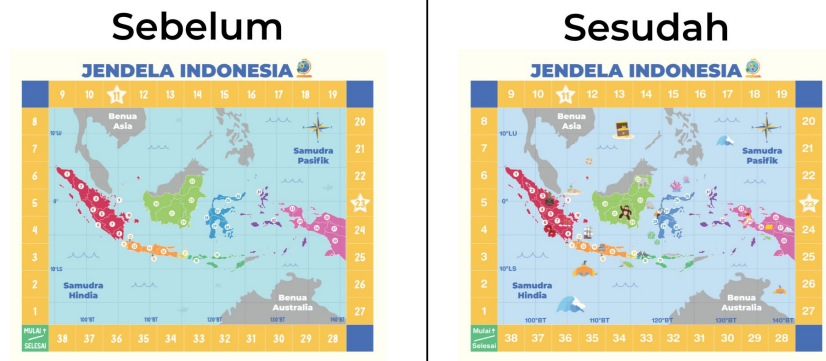 Sebelum
JENDELA INDONESIA
9 10 11 12 13 14 15 16 17 18 19
8 20
7 21
6 22
5 23
4 24
3 25
2 26
1 27
Benua
Asia
Samudra
Pasifik
0°
10°LS
Samudra
Hindia
Benua
Australia
100°BT 110°BT 120°BT 130°BT 140°BT
MULAI↑
SELESAI
38 37 36 35 34 33 32 31 30 29 28
Sesudah
JENDELA INDONESIA
9 10 11 12 13 14 15 16 17 18 19
8 20
7 21
6 22
5
4 24
3 25
2 26
1 27
Benua
Asia
10°LU
Samudra
Pasifik
0°
10°LS
Samudra
Hindia
Benua
Australia
100°BT 110°BT 120°BT 130°BT 140°BT
Mulai↑
Selesai
38 37 36 35 34 33 32 31 30 29 28